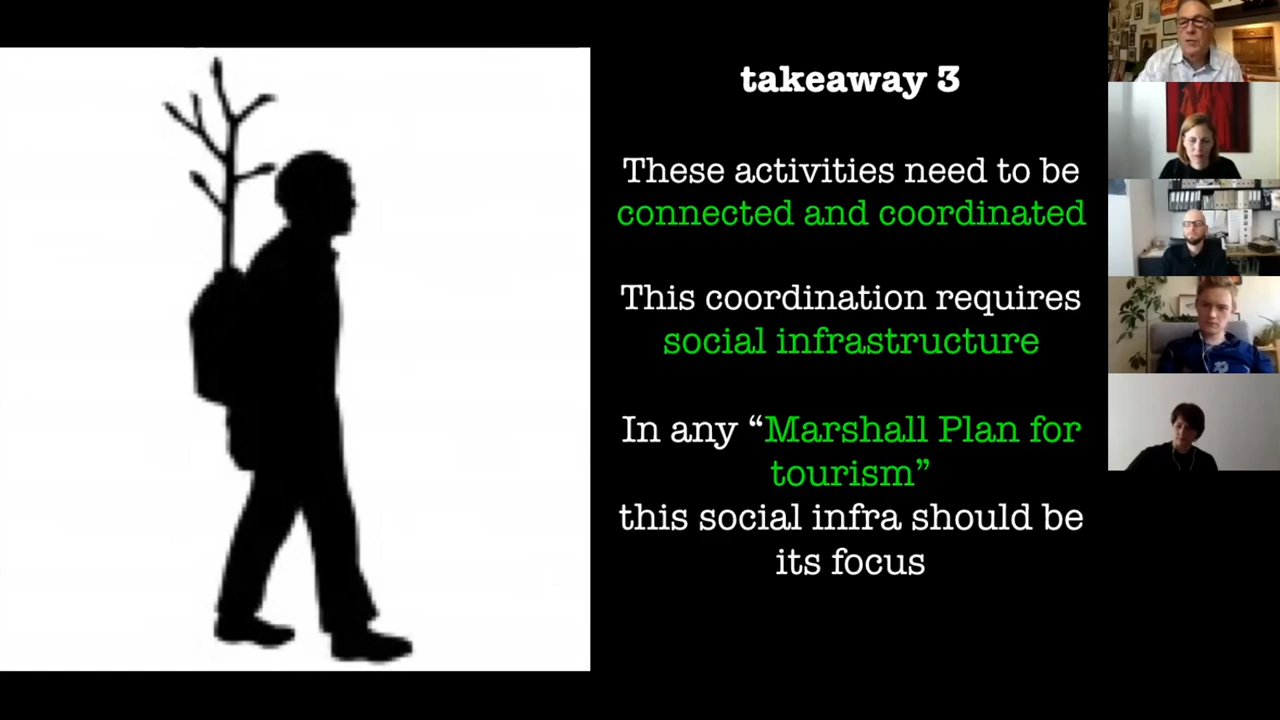 takeaway 3
These activities need to be
connected and coordinated
This coordination requires
social infrastructure
In any “Marshall Plan for
tourism”
this social infra should be
its focus